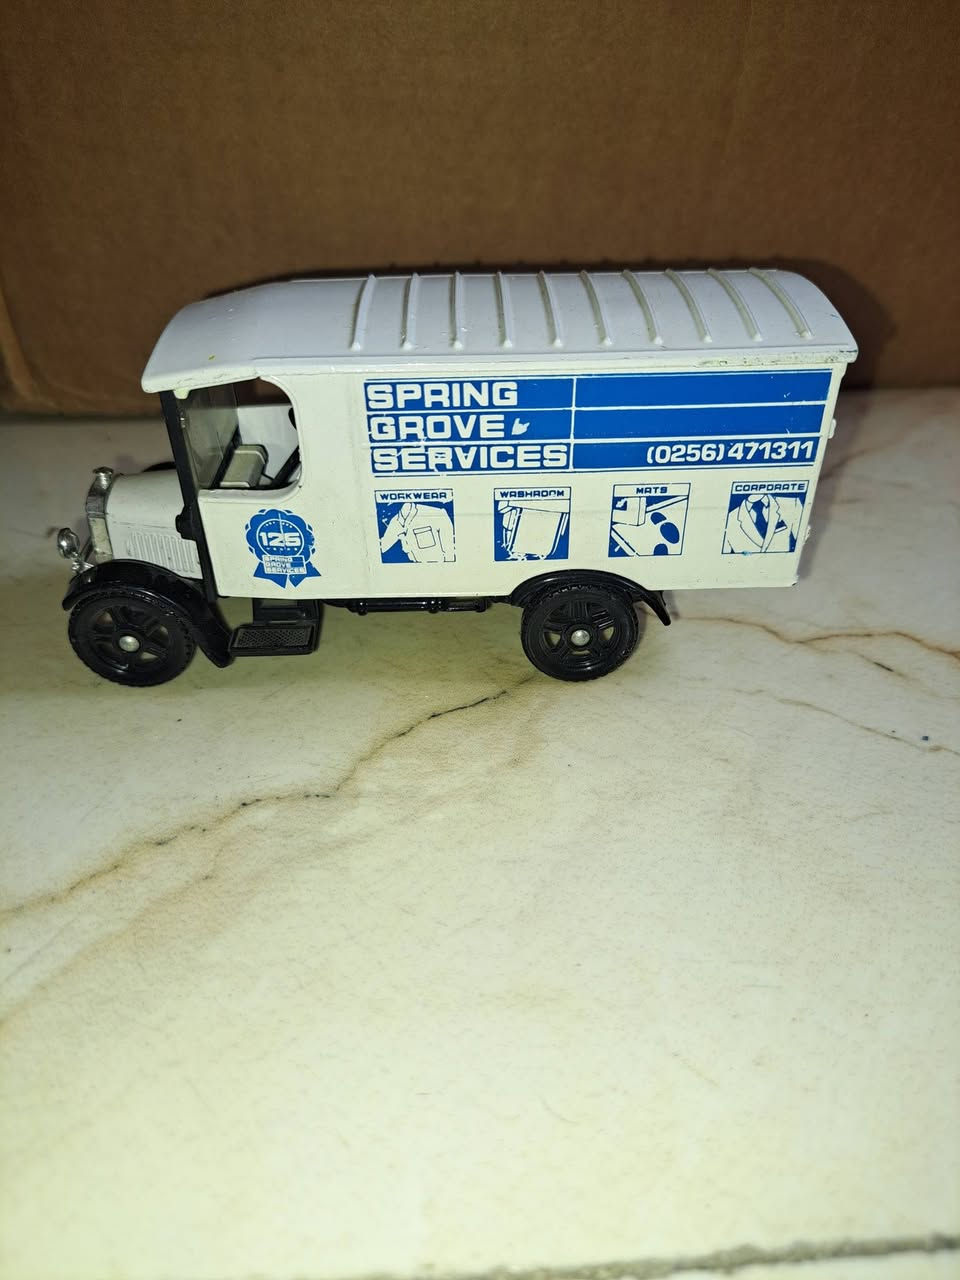 SPRING
GROVE
SERVICES
(0256) 471311
WORKWEAR
WASHROOM
MATS
CORPORATE
125
SPRING
GROVE
SERVICES